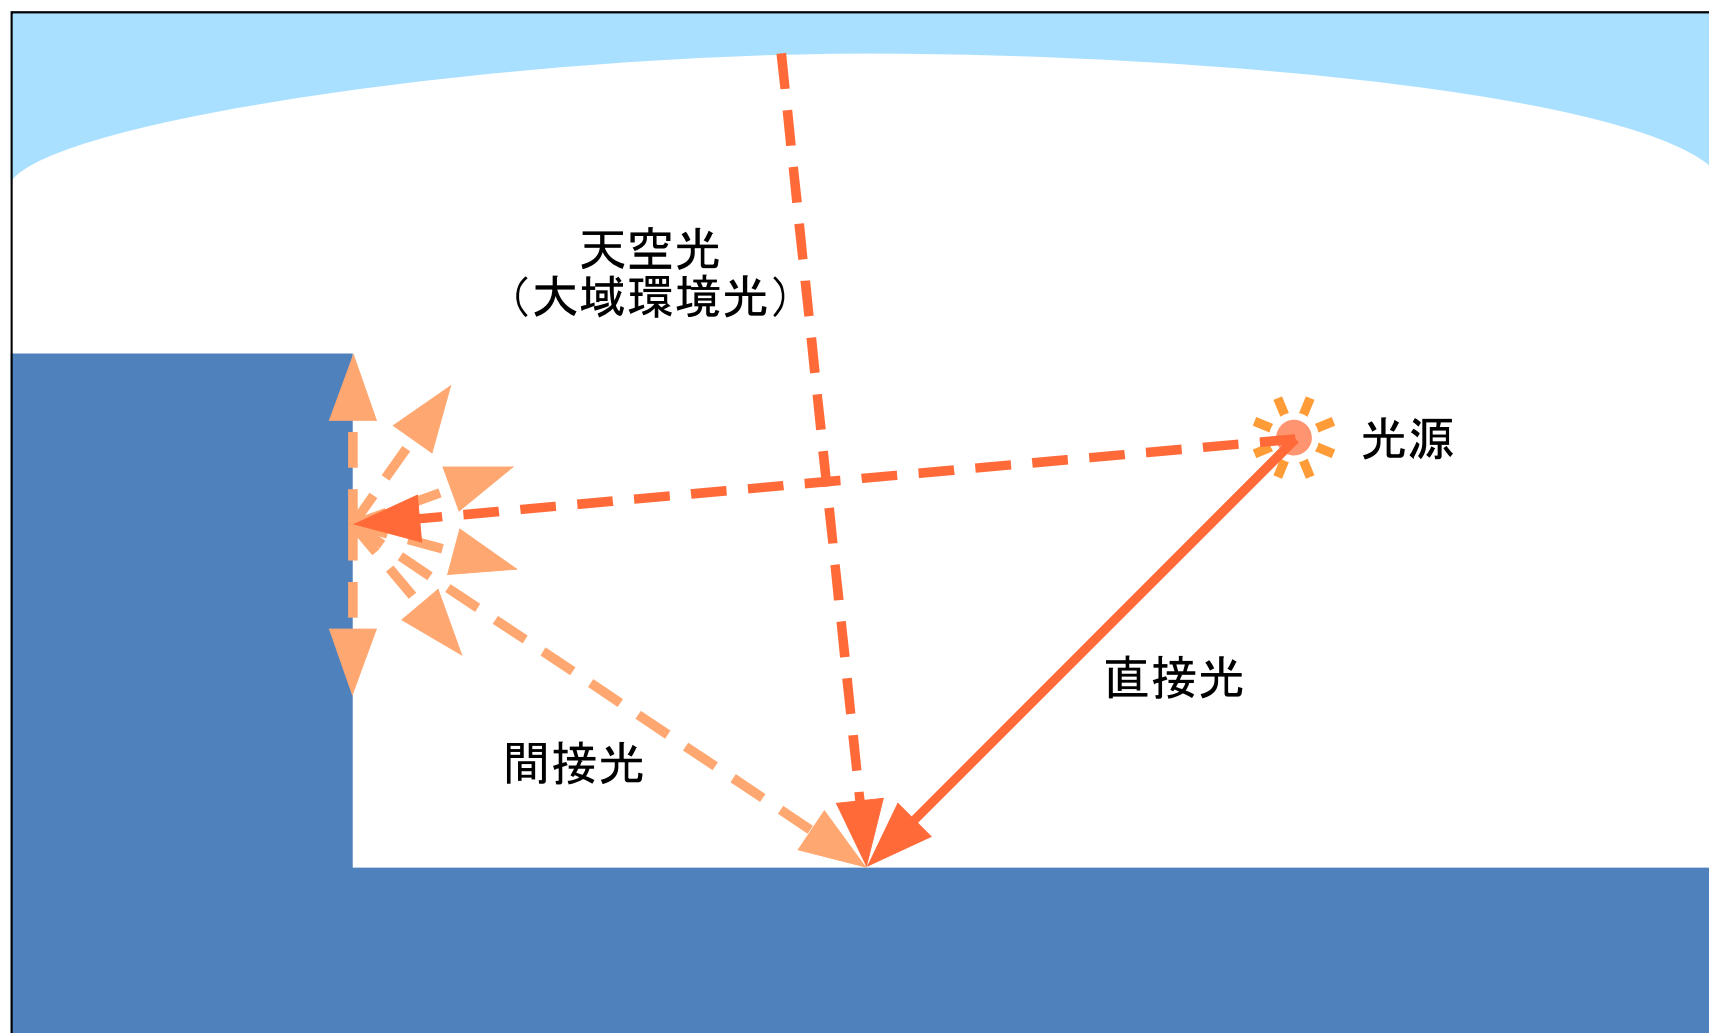 天空光
（大域環境光）
光源
直接光
間接光